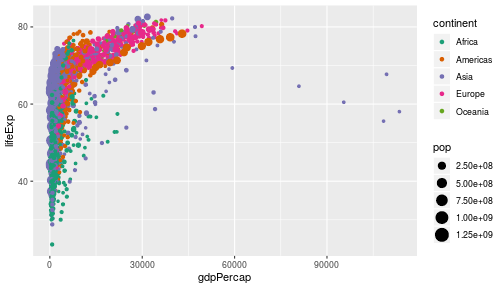 80
60
40
lifeExp
0
30000
60000
90000
gdpPercap
continent
Africa
Americas
Asia
Europe
Oceania
pop
2.50e+08
5.00e+08
7.50e+08
1.00e+09
1.25e+09